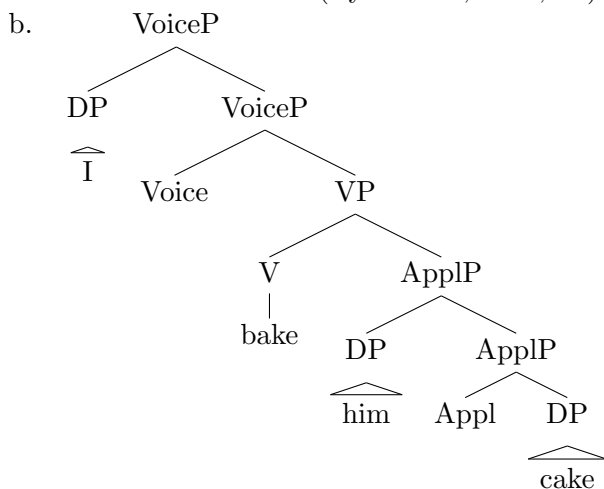 b.
VoiceP
DP VoiceP
I
Voice VP
V ApplP
bake
DP ApplP
him Appl DP
cake